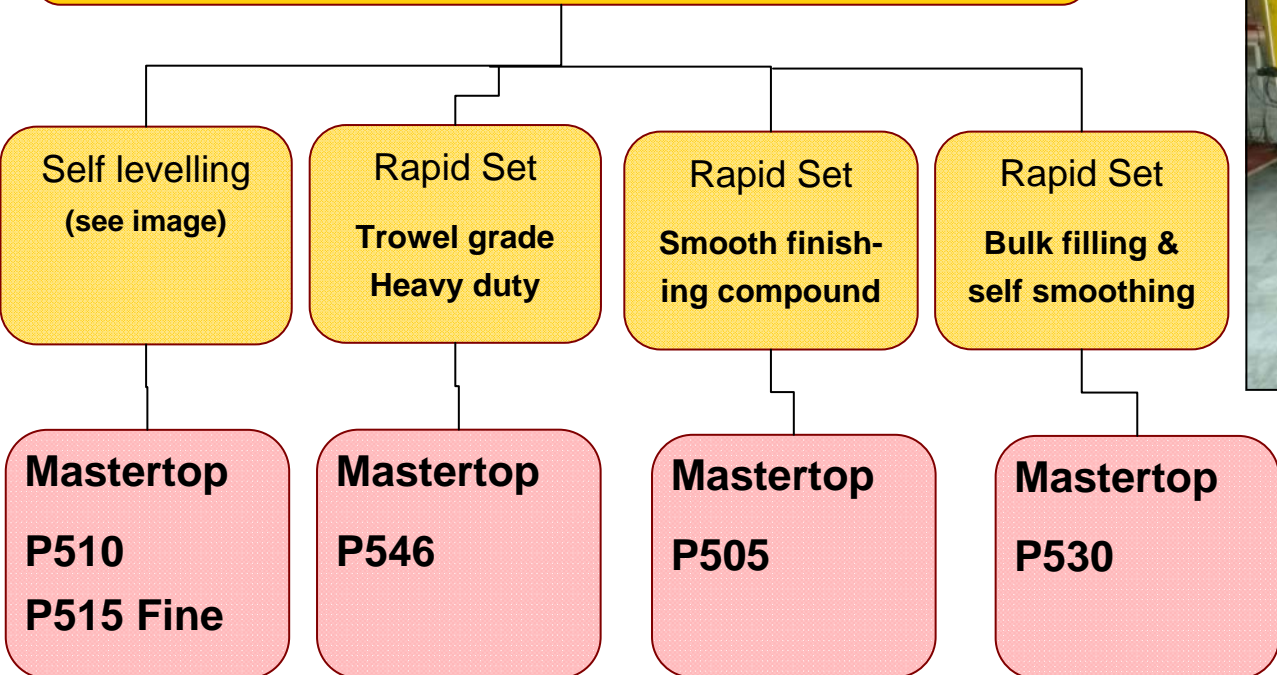 Self levelling
(see image)
Rapid Set
Trowel grade
Heavy duty
Rapid Set
Smooth finish-
ing compound
Rapid Set
Bulk filling &
self smoothing
Mastertop
P510
P515 Fine
Mastertop
P546
Mastertop
P505
Mastertop
P530